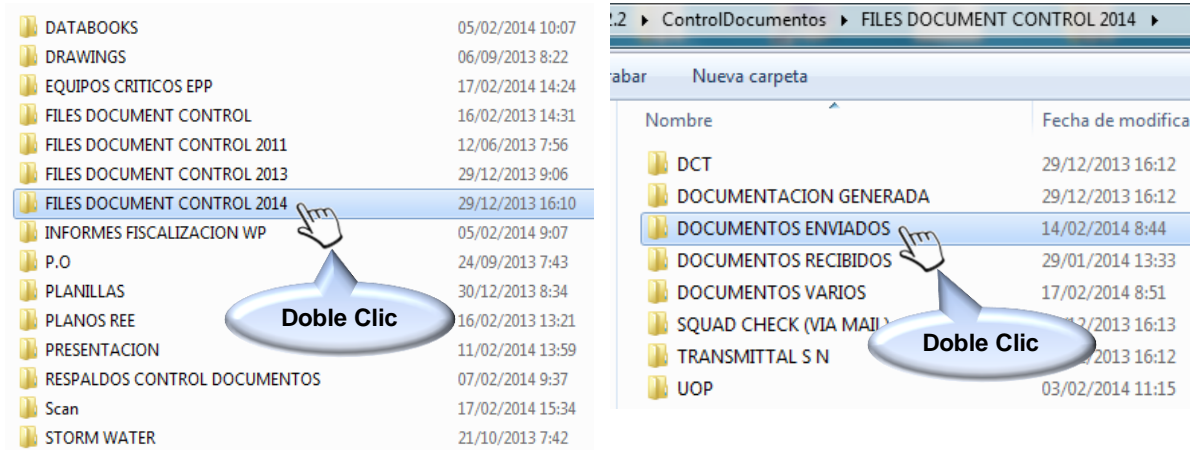 DATABOOKS 05/02/2014 10:07
DRAWINGS 06/09/2013 8:22
EQUIPOS CRITICOS EPP 17/02/2014 14:24
FILES DOCUMENT CONTROL 16/02/2013 14:31
FILES DOCUMENT CONTROL 2011 12/06/2013 7:56
FILES DOCUMENT CONTROL 2013 29/12/2013 9:06
FILES DOCUMENT CONTROL 2014 29/12/2013 16:10
INFORMES FISCALIZACION WP 05/02/2014 9:07
P.O 24/09/2013 7:43
PLANILLAS 30/12/2013 8:34
PLANOS REE 16/02/2013 13:21
PRESENTACION 11/02/2014 13:59
RESPALDOS CONTROL DOCUMENTOS 07/02/2014 9:37
Scan 17/02/2014 15:34
STORM WATER 21/10/2013 7:42
Doble Clic
.2 ▸ ControlDocumentos ▸ FILES DOCUMENT CONTROL 2014 ▸
rabar Nueva carpeta
Nombre Fecha de modifica
DCT 29/12/2013 16:12
DOCUMENTACION GENERADA 29/12/2013 16:12
DOCUMENTOS ENVIADOS 14/02/2014 8:44
DOCUMENTOS RECIBIDOS 29/01/2014 13:33
DOCUMENTOS VARIOS 17/02/2014 8:51
SQUAD CHECK (VIA MAIL) /2013 16:13
TRANSMITTAL S N 2013 16:12
UOP 03/02/2014 11:15
Doble Clic